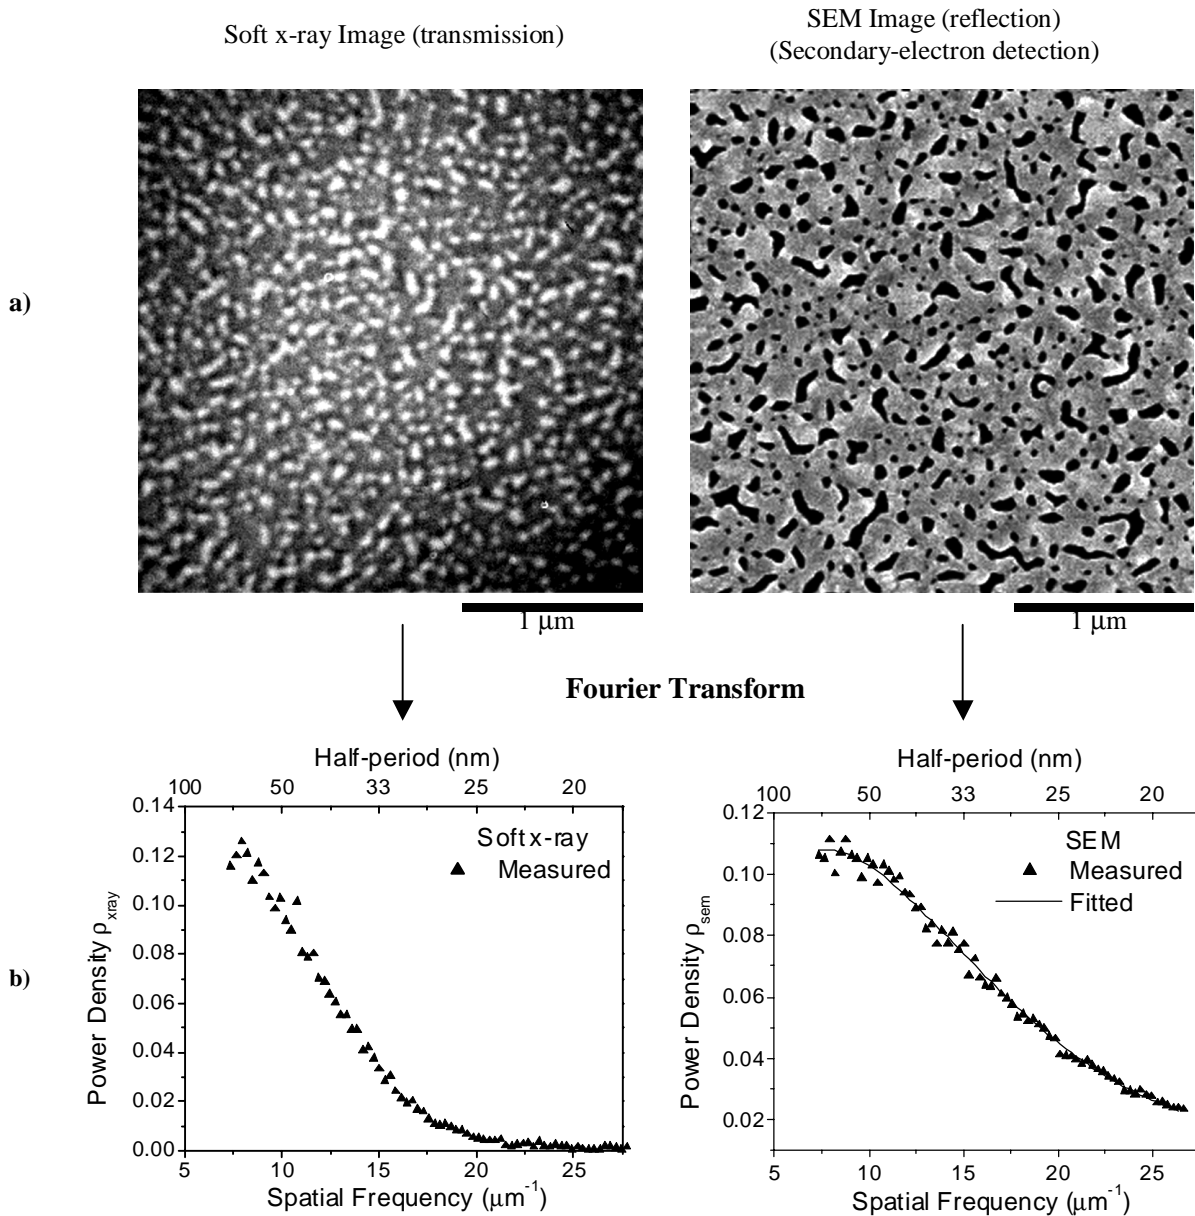 Soft x-ray Image (transmission)
SEM Image (reflection)
(Secondary-electron detection)
a)
1 μm
1 μm
Fourier Transform
Half-period (nm)
100 50 33 25 20
0.14
0.12
0.10
0.08
0.06
0.04
0.02
0.00
Soft x-ray
Measured
Power Density ρxray
5 10 15 20 25
Spatial Frequency (μm⁻¹)
Half-period (nm)
100 50 33 25 20
0.12
0.10
0.08
0.06
0.04
0.02
SEM
Measured
Fitted
Power Density ρsem
5 10 15 20 25
Spatial Frequency (μm⁻¹)
b)